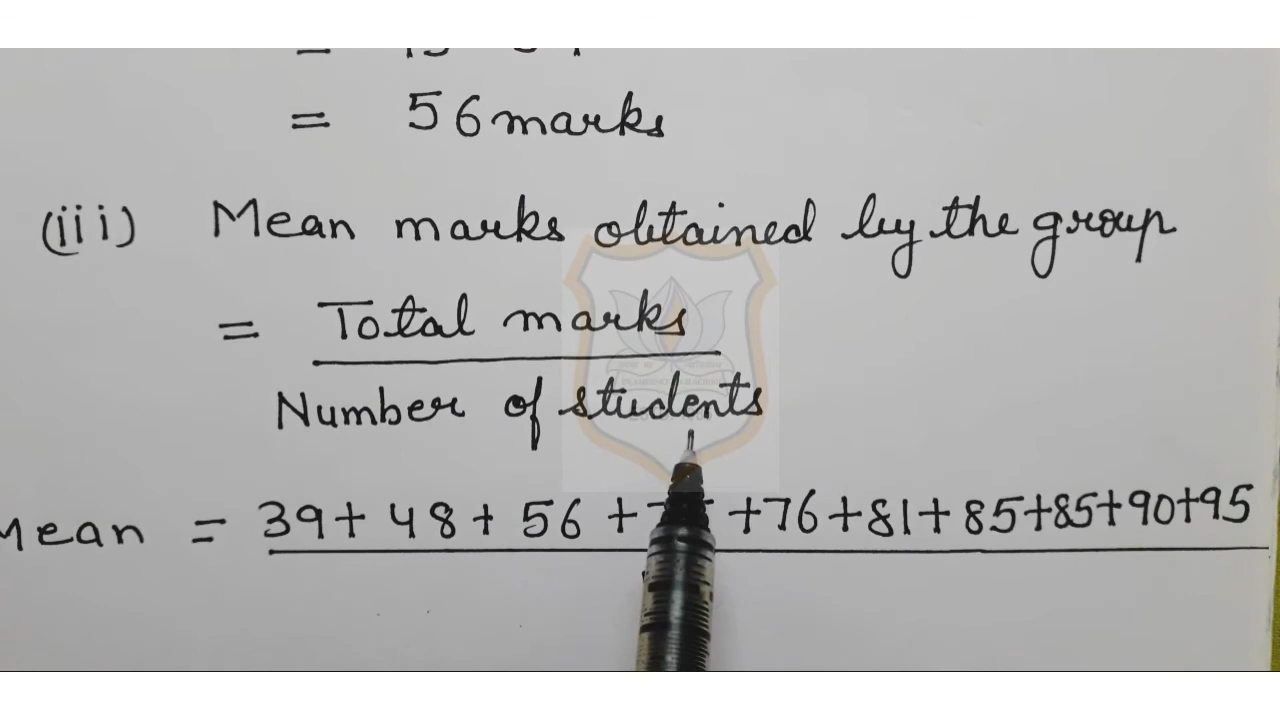 = 56 marks
(iii) Mean marks obtained by the group
= Total marks
Number of students
Mean = 39+ 48+ 56 + +76+81+85+85+90+95